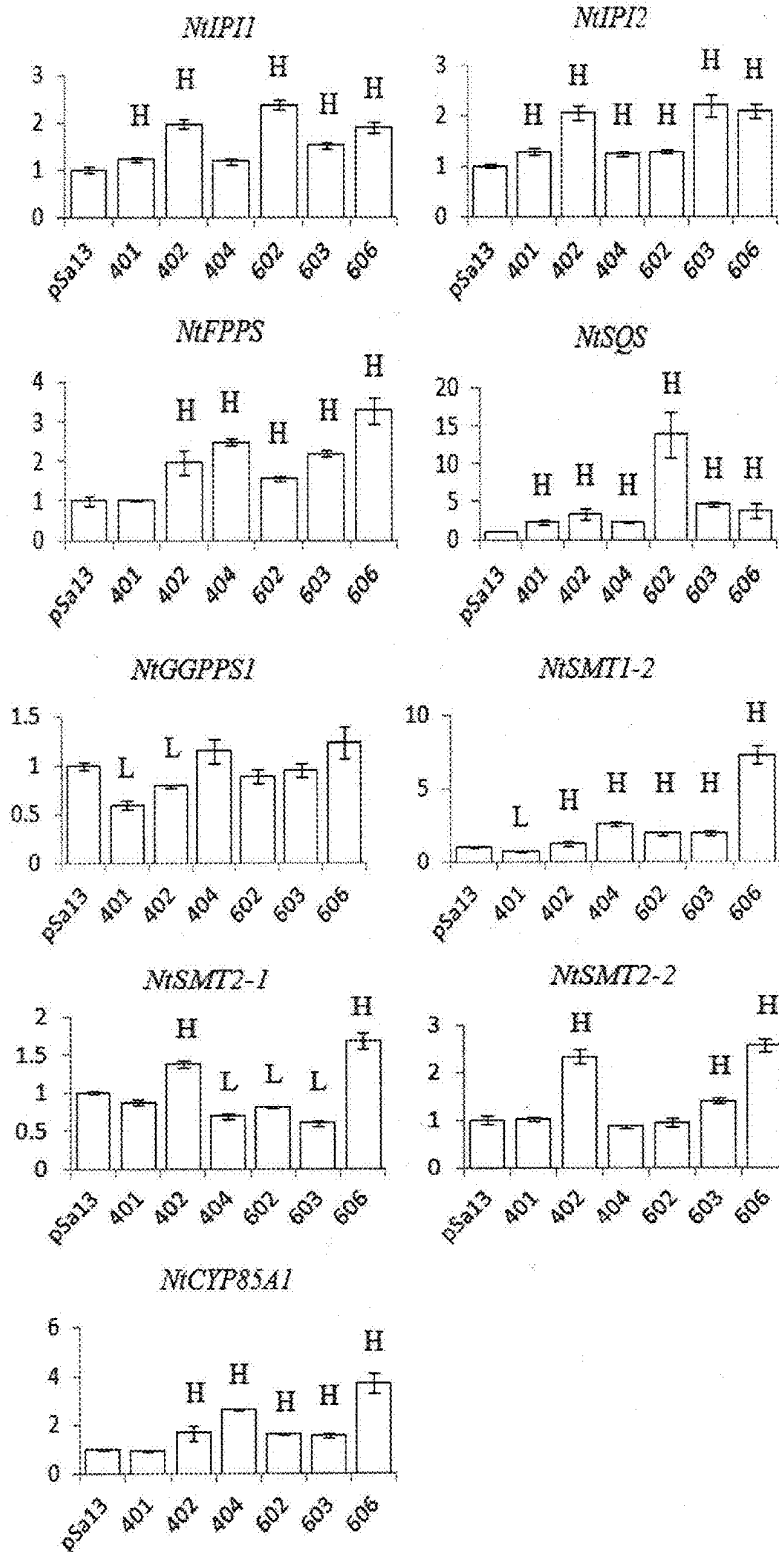 NtIPI1
H H H H H
3
2
1
0
pSa13 401 402 404 602 603 606
NtIPI2
H H H H H H
3
2
1
0
pSa13 401 402 404 602 603 606
NtFPPS
H H H H H
4
3
2
1
0
pSa13 401 402 404 602 603 606
NtSQS
H H H H H H
20
15
10
5
0
pSa13 401 402 404 602 603 606
NtGGPPS1
L L
1.5
1
0.5
0
pSa13 401 402 404 602 603 606
NtSMT1-2
L H H H H H
10
5
0
pSa13 401 402 404 602 603 606
NtSMT2-1
H L L L H
2
1.5
1
0.5
0
pSa13 401 402 404 602 603 606
NtSMT2-2
H H H
3
2
1
0
pSa13 401 402 404 602 603 606
NtCYP85A1
H H H H H
6
4
2
0
pSa13 401 402 404 602 603 606